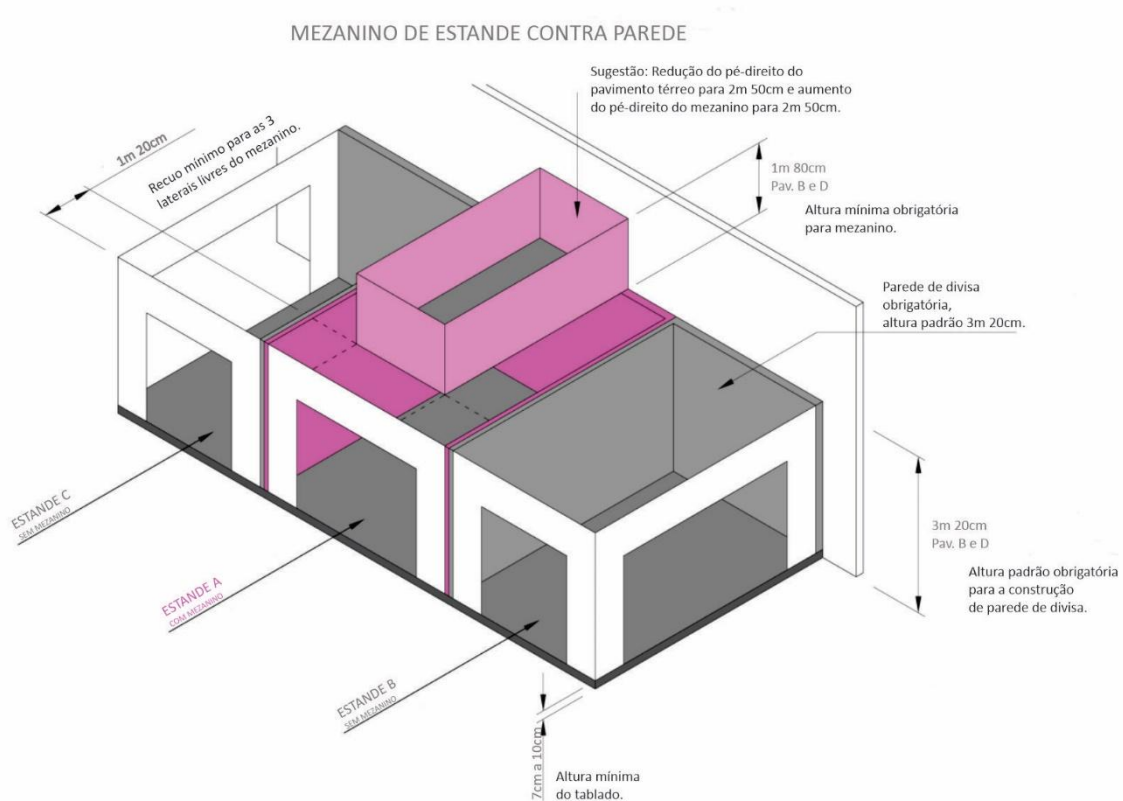 MEZANINO DE ESTANDE CONTRA PAREDE
Sugestão: Redução do pé-direito do
pavimento térreo para 2m 50cm e aumento
do pé-direito do mezanino para 2m 50cm.
1m 20cm
Recuo mínimo para as 3
laterais livres do mezanino.
1m 80cm
Pav. B e D
Altura mínima obrigatória
para mezanino.
Parede de divisa
obrigatória,
altura padrão 3m 20cm.
ESTANDE C
SEM MEZANINO
3m 20cm
Pav. B e D
Altura padrão obrigatória
para a construção
de parede de divisa.
ESTANDE A
COM MEZANINO
ESTANDE B
SEM MEZANINO
7cm a 10cm
Altura mínima
do tablado.